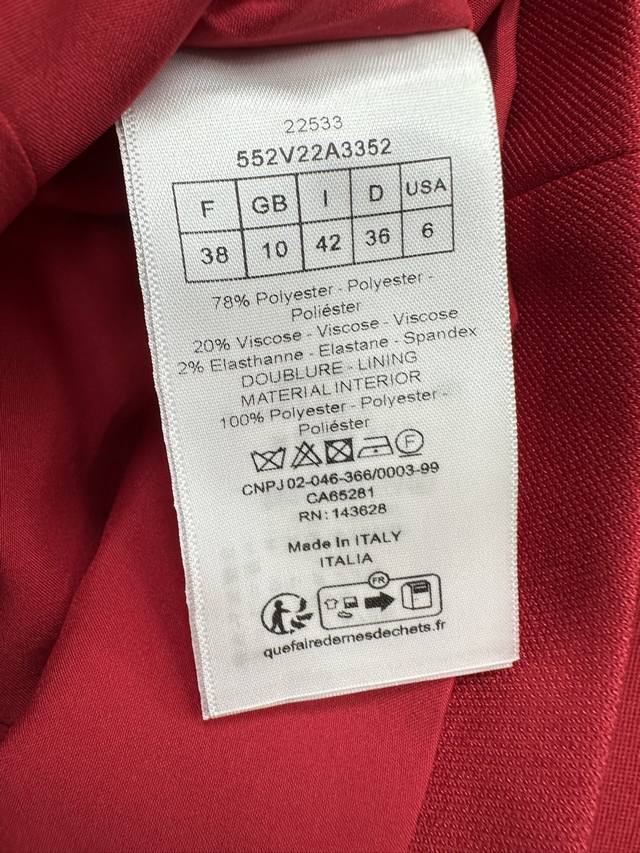 22533
552V22A3352
F GB I D USA
38 10 42 36 6
78% Polyester - Polyester -
Poliéster
20% Viscose - Viscose - Viscose
2% Elasthanne - Elastane - Spandex
DOUBLURE - LINING
MATERIAL INTERIOR
100% Polyester - Polyester -
Poliéster
F
CNPJ 02-046-366/0003-99
CA65281
RN: 143628
Made In ITALY
ITALIA
FR
quefairedemesdechets.fr